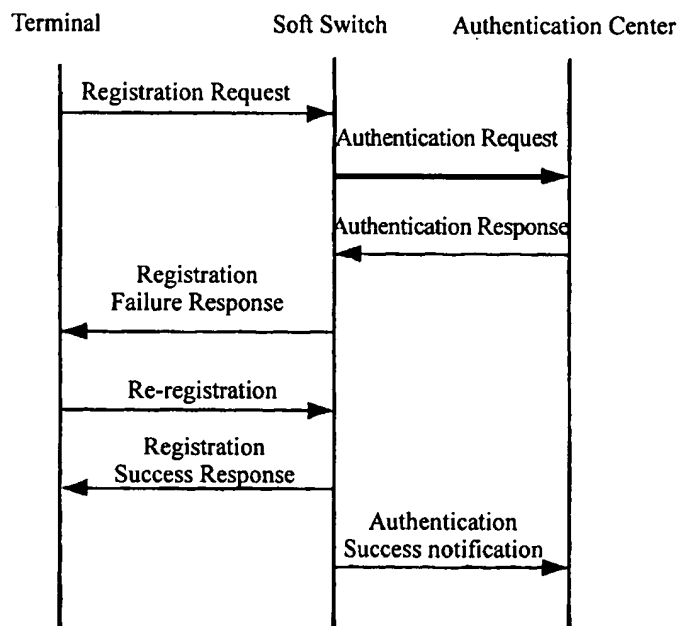 Terminal
Soft Switch
Authentication Center
Registration Request
Authentication Request
Authentication Response
Registration
Failure Response
Re-registration
Registration
Success Response
Authentication
Success notification